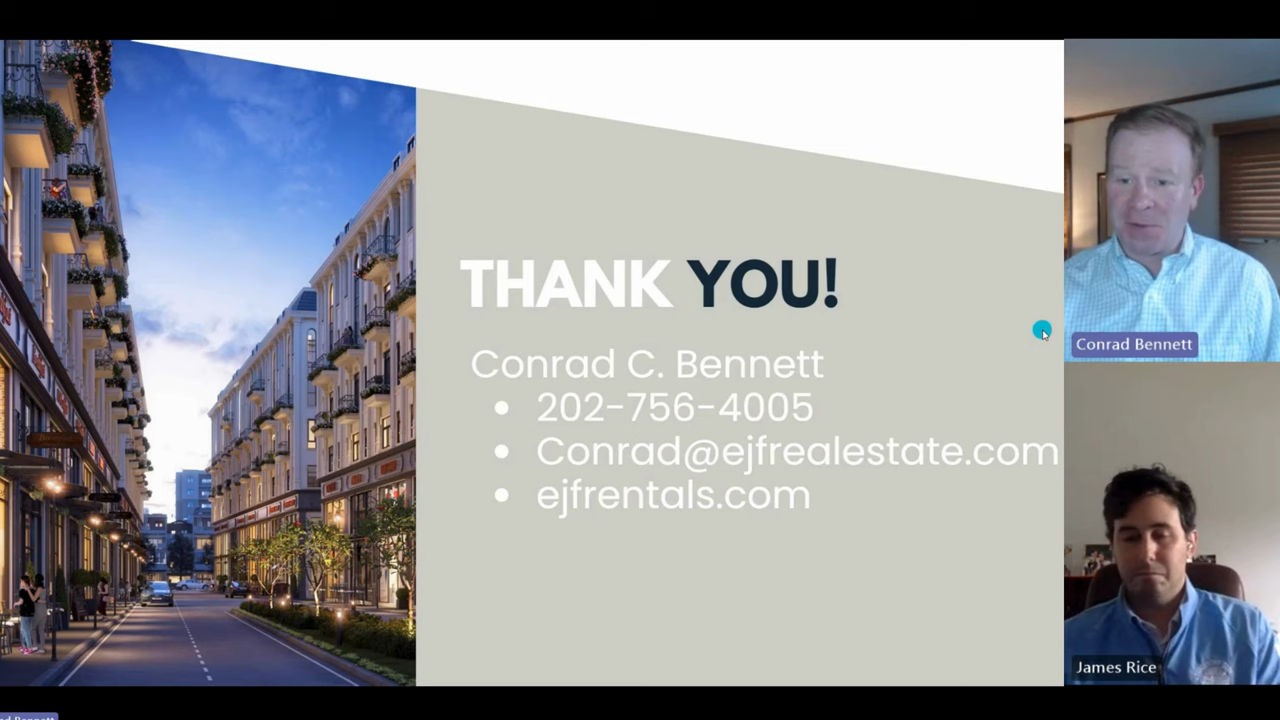 THANK YOU!
Conrad C. Bennett
• 202-756-4005
• Conrad@ejfrealestate.com
• ejfrentals.com
Conrad Bennett
James Rice